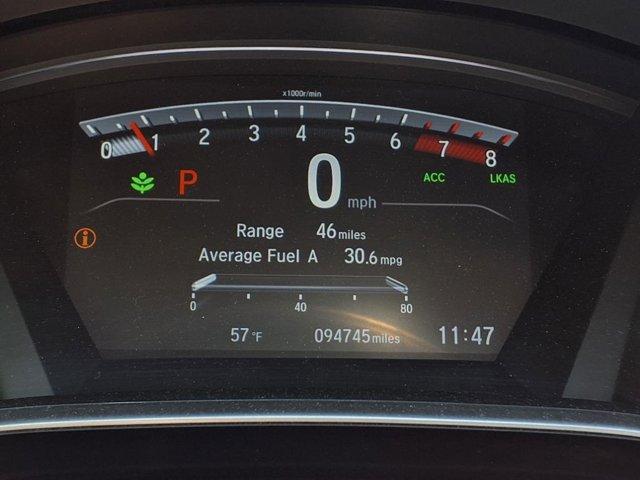 x1000r/min
0 1 2 3 4 5 6 7 8
P 0 mph ACC LKAS
i Range 46 miles
Average Fuel A 30.6 mpg
0 40 80
57 °F 094745 miles 11:47